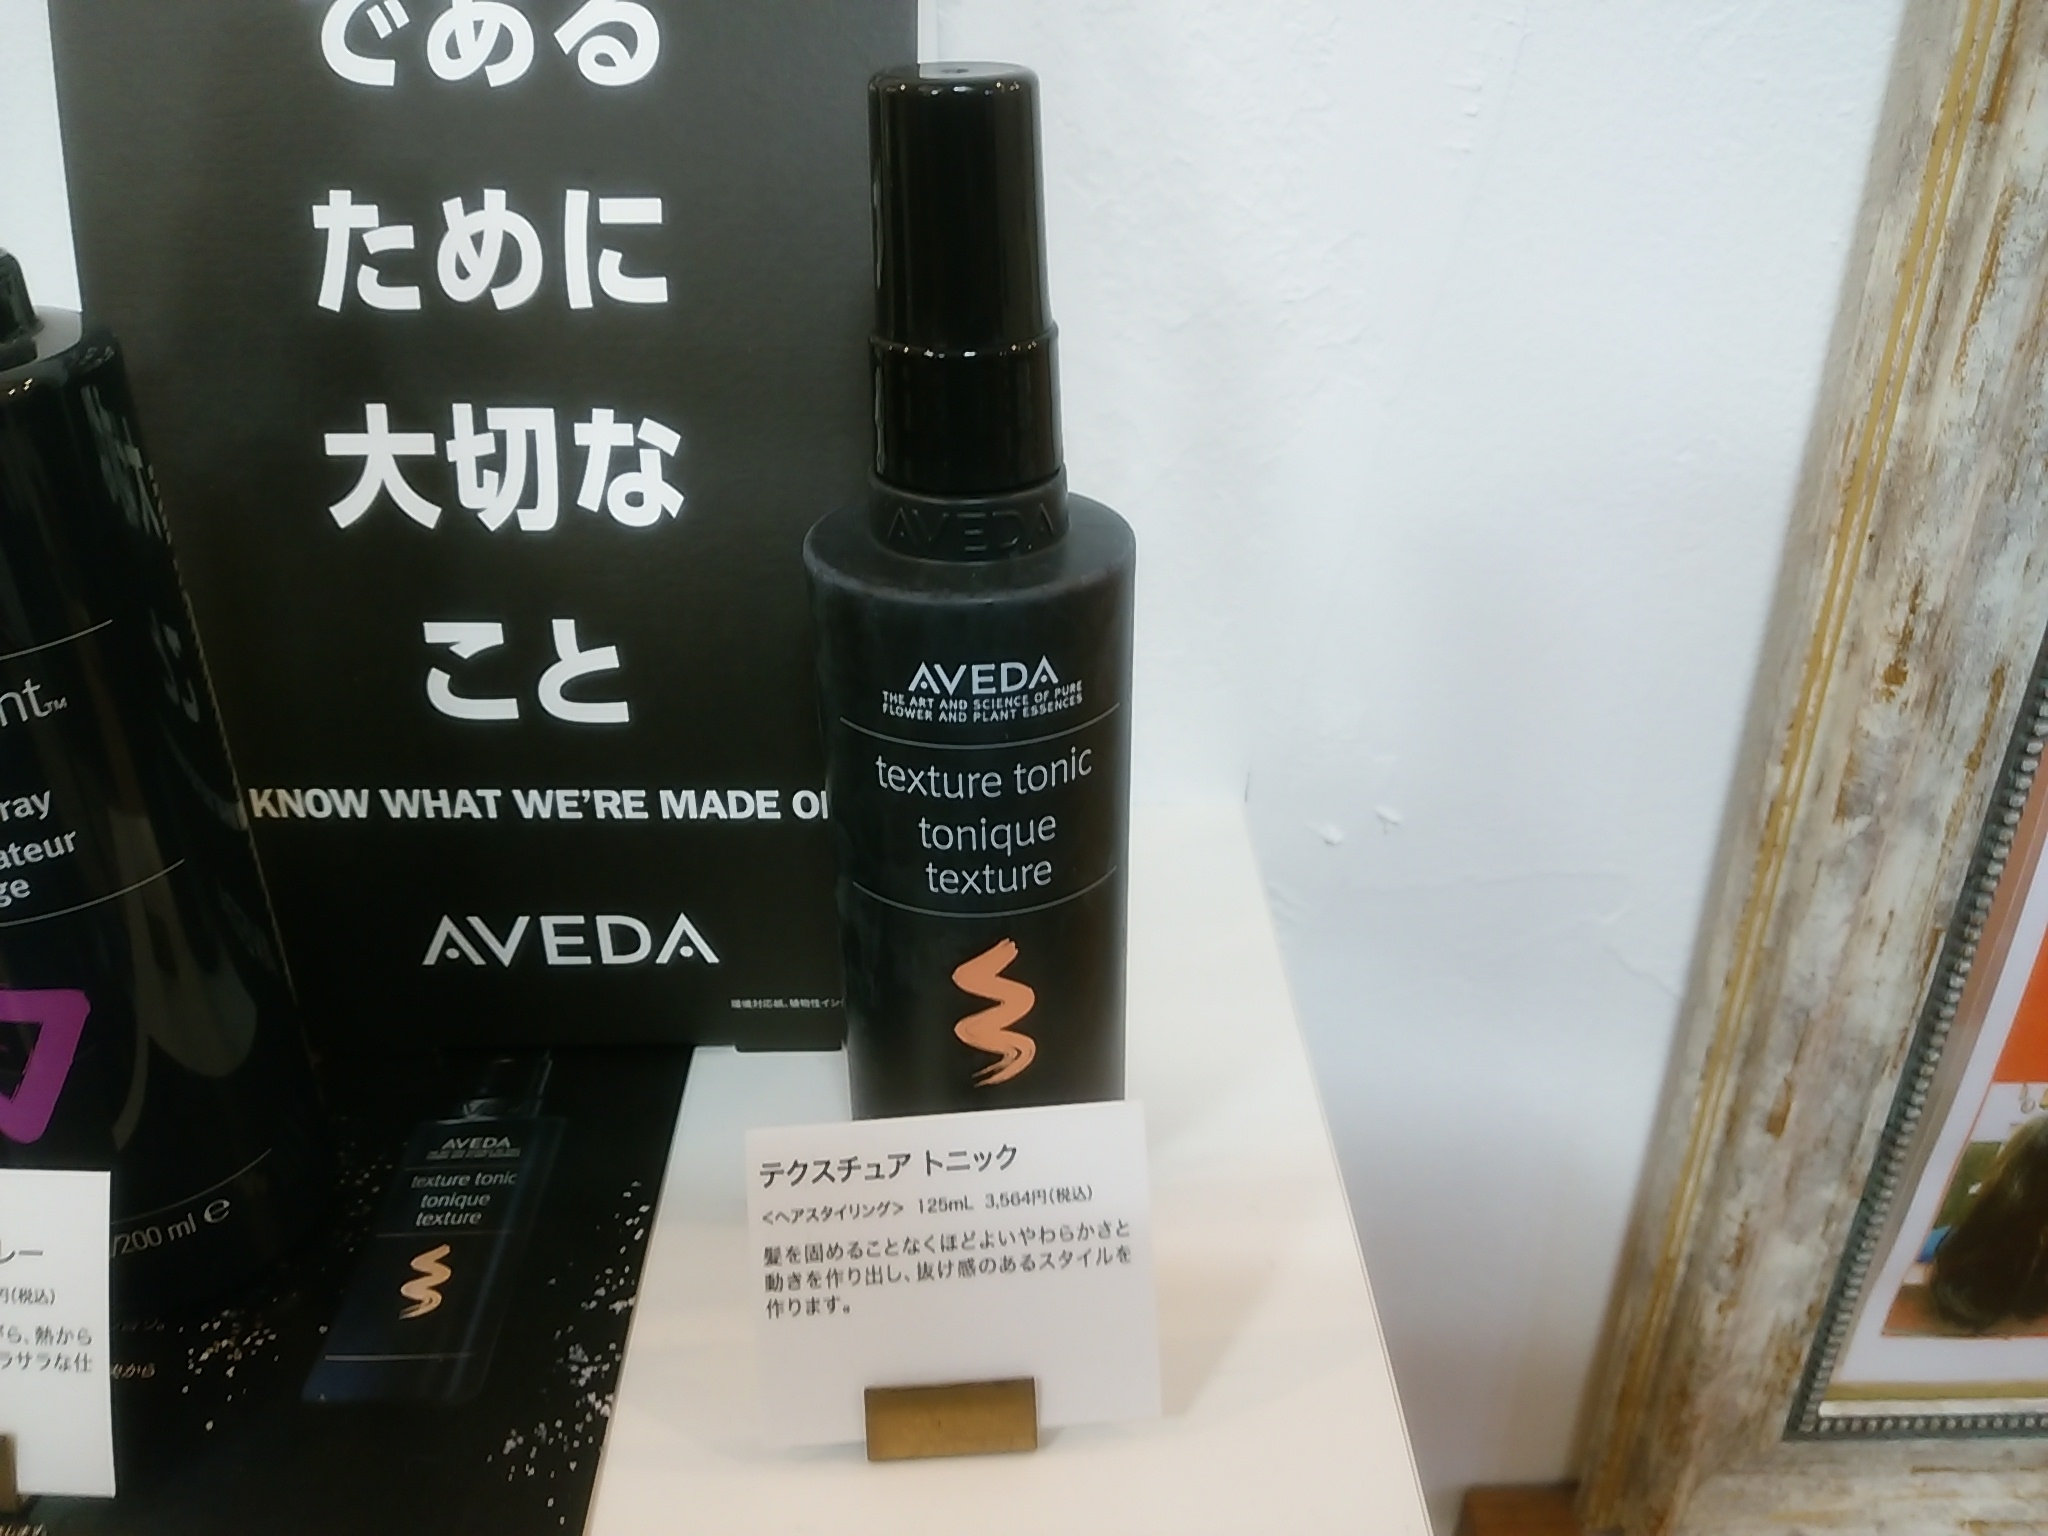 である
ために
大切な
こと
KNOW WHAT WE'RE MADE
AVEDA
AVEDA
AVEDA
THE ART AND SCIENCE OF PURE
FLOWER AND PLANT ESSENCES
texture tonic
tonique
texture
テクスチュア トニック
<ヘアスタイリング> 125mL 3,564円(税込)
髪を固めることなくほどよいやわらかさと
動きを作り出し、抜け感のあるスタイルを
作ります。
AVEDA
texture tonic
tonique
texture
nt™
ray
ateur
ge
/200 ml e
レー
円(税込)
がら、熱から
ラサラな仕